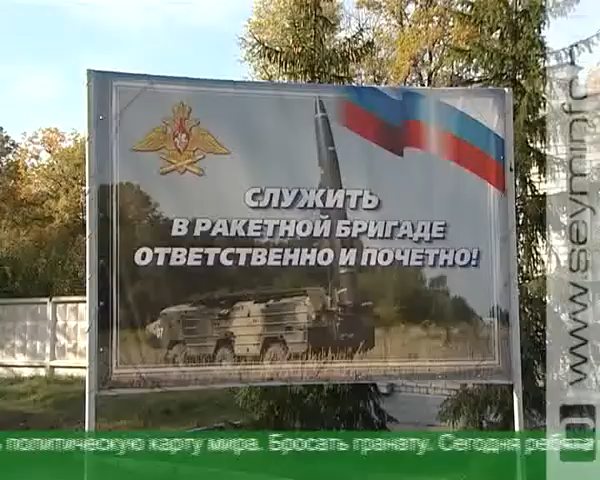 СЛУЖИТЬ
В РАКЕТНОЙ БРИГАДЕ
ОТВЕТСТВЕННО И ПОЧЕТНО!
www.seyminfo.
политическую карту мира. Бросать гранату. Сегодня